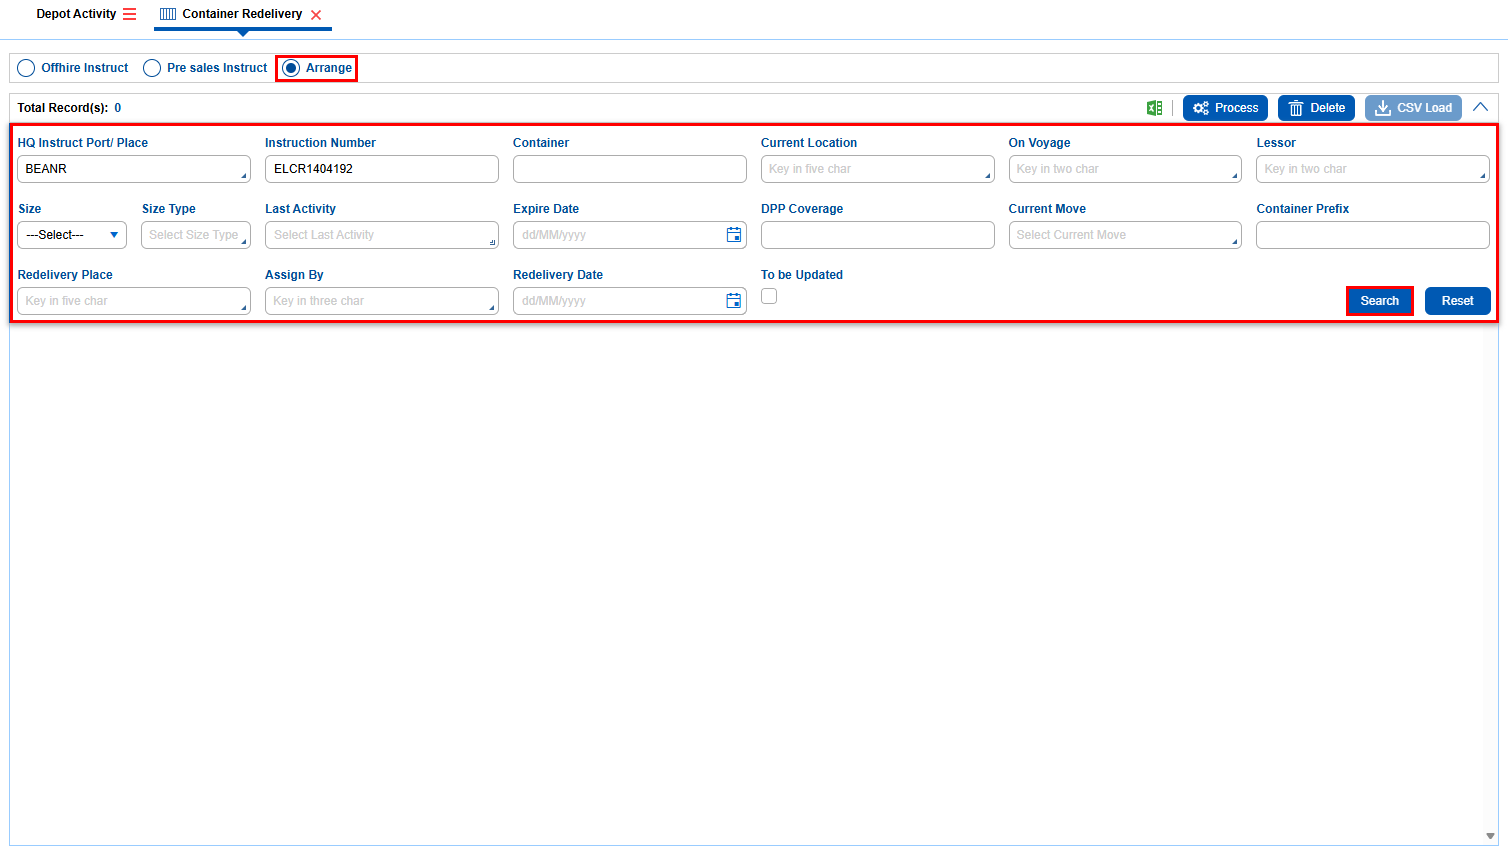 Depot Activity Container Redelivery
Offhire Instruct Pre sales Instruct Arrange
Total Record(s): 0 Process Delete CSV Load
HQ Instruct Port/ Place Instruction Number Container Current Location On Voyage Lessor
BEANR ELCR1404192 Key in five char Key in two char Key in two char
Size Size Type Last Activity Expire Date DPP Coverage Current Move Container Prefix
---Select--- Select Size Type Select Last Activity dd/MM/yyyy Select Current Move
Redelivery Place Assign By Redelivery Date To be Updated
Key in five char Key in three char dd/MM/yyyy Search Reset